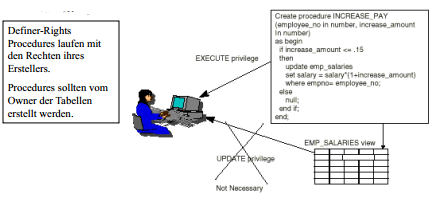 Definer-Rights
Procedures laufen mit
den Rechten ihres
Erstellers.
Procedures sollten vom
Owner der Tabellen
erstellt werden.
EXECUTE privilege
Create procedure INCREASE_PAY
(employee_no in number, increase_amount
In number)
as begin
if increase_amount <= .15
then
update emp_salaries
set salary = salary*(1+increase_amount)
where empno= employee_no;
else
null;
end if;
end;
EMP_SALARIES view
UPDATE privilege
Not Necessary